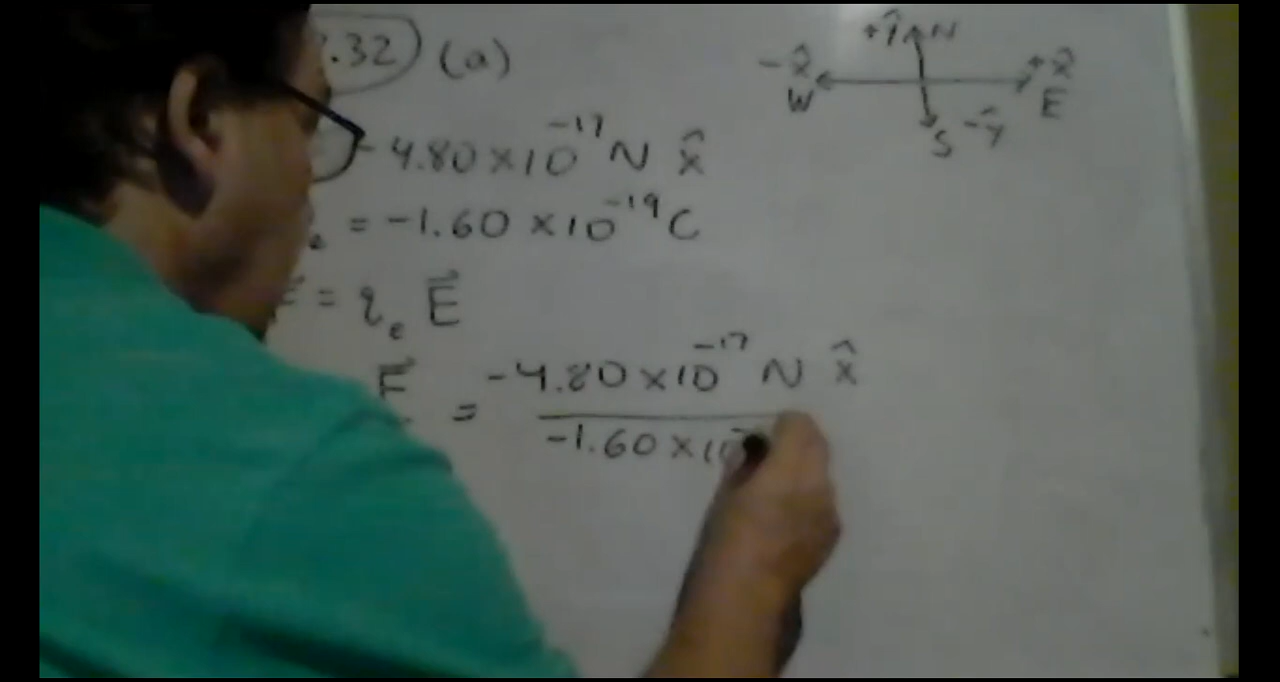 .32 (a)
+ŷ N
-x̂ +x̂
W E
S -ŷ
-4.80 × 10⁻¹⁷ N x̂
e = -1.60 × 10⁻¹⁹ C
= qₑ E⃗
= -4.80 × 10⁻¹⁷ N x̂
-1.60 × 10